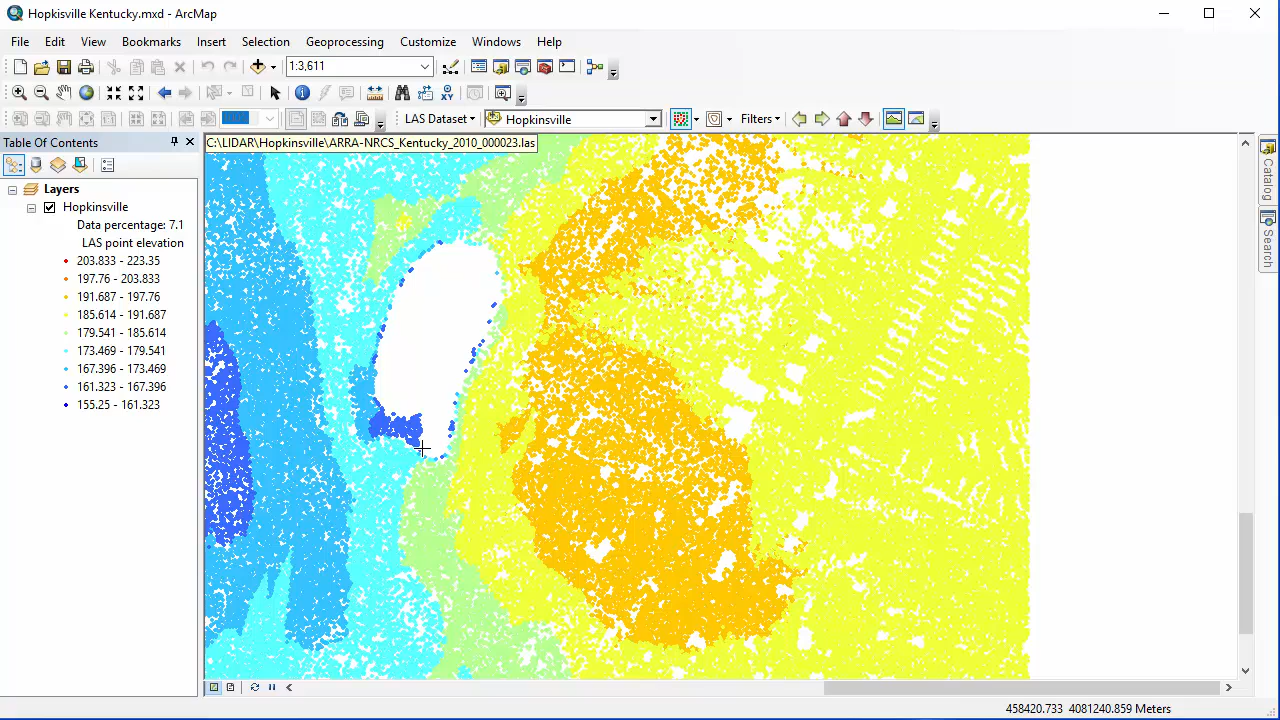 Hopkisville Kentucky.mxd - ArcMap
File Edit View Bookmarks Insert Selection Geoprocessing Customize Windows Help
1:3,611
100%
LAS Dataset Hopkinsville Filters
Table Of Contents
C:\LIDAR\Hopkinsville\ARRA-NRCS_Kentucky_2010_000023.las
Layers
Hopkinsville
Data percentage: 7.1
LAS point elevation
203.833 - 223.35
197.76 - 203.833
191.687 - 197.76
185.614 - 191.687
179.541 - 185.614
173.469 - 179.541
167.396 - 173.469
161.323 - 167.396
155.25 - 161.323
Catalog
Search
458420.733 4081240.859 Meters